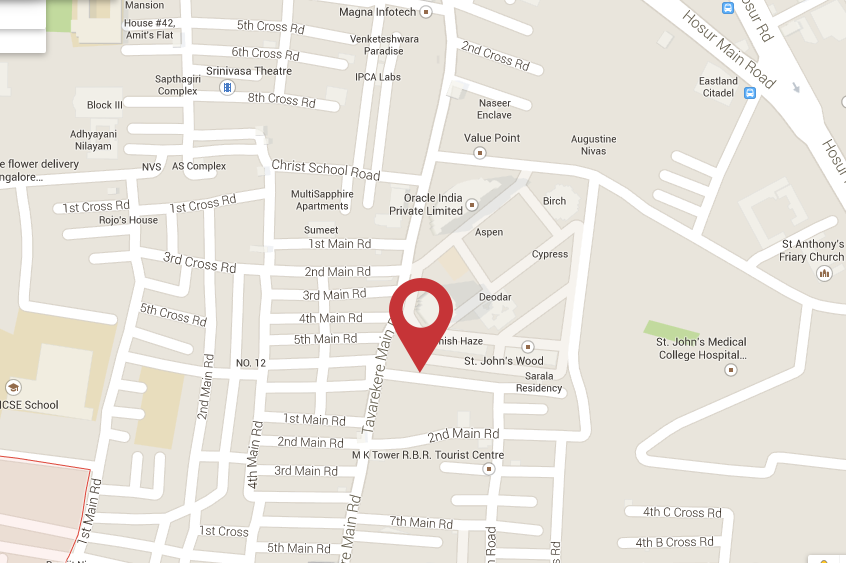 Mansion
House #42,
Amit's Flat
Magna Infotech
5th Cross Rd
Venketeshwara
Paradise
2nd Cross Rd
Hosur Main Road
Hosur Rd
6th Cross Rd
Srinivasa Theatre
IPCA Labs
Sapthagiri
Complex
Eastland
Citadel
8th Cross Rd
Block III
Naseer
Enclave
Adhyayani
Nilayam
Value Point
Augustine
Nivas
Hosur
e flower delivery
ngalore...
NVS
AS Complex
Christ School Road
MultiSapphire
Apartments
Oracle India
Private Limited
Birch
1st Cross Rd
1st Cross Rd
Rojo's House
Sumeet
Aspen
1st Main Rd
St Anthony's
Friary Church
3rd Cross Rd
2nd Main Rd
Cypress
3rd Main Rd
Deodar
5th Cross Rd
4th Main Rd
5th Main Rd
nish Haze
St. John's Medical
College Hospital...
NO. 12
St. John's Wood
Tavarekere Main R
Sarala
Residency
2nd Main Rd
ICSE School
1st Main Rd
2nd Main Rd
2nd Main Rd
M K Tower
R.B.R. Tourist Centre
4th Main Rd
3rd Main Rd
1st Main Rd
4th C Cross Rd
7th Main Rd
1st Cross
4th B Cross Rd
5th Main Rd
ere Main Rd
n Road
s Rd